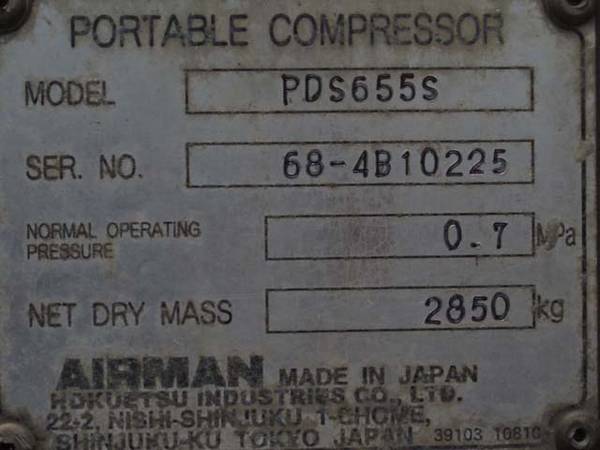 PORTABLE COMPRESSOR
MODEL PDS655S
SER. NO. 68-4B10225
NORMAL OPERATING
PRESSURE 0.7 MPa
NET DRY MASS 2850 kg
AIRMAN MADE IN JAPAN
HOKUETSU INDUSTRIES CO., LTD.
22-2, NISHI-SHINJUKU 1-CHOME,
SHINJUKU-KU TOKYO JAPAN 39103